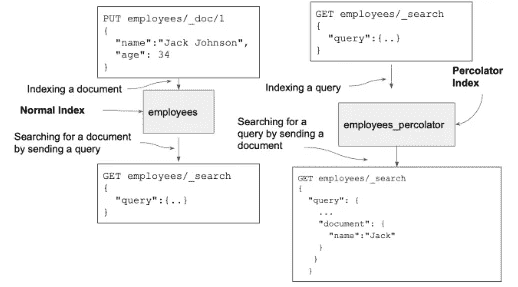 PUT employees/_doc/1
{
"name":"Jack Johnson",
"age": 34
}
Indexing a document
Normal Index
employees
Searching for a document
by sending a query
GET employees/_search
{
"query":{..}
}
GET employees/_search
{
"query":{..}
}
Indexing a query
Percolator
Index
employees_percolator
Searching for a
query by sending a
document
GET employees/_search
{
"query": {
...
"document": {
"name":"Jack"
}
}
}